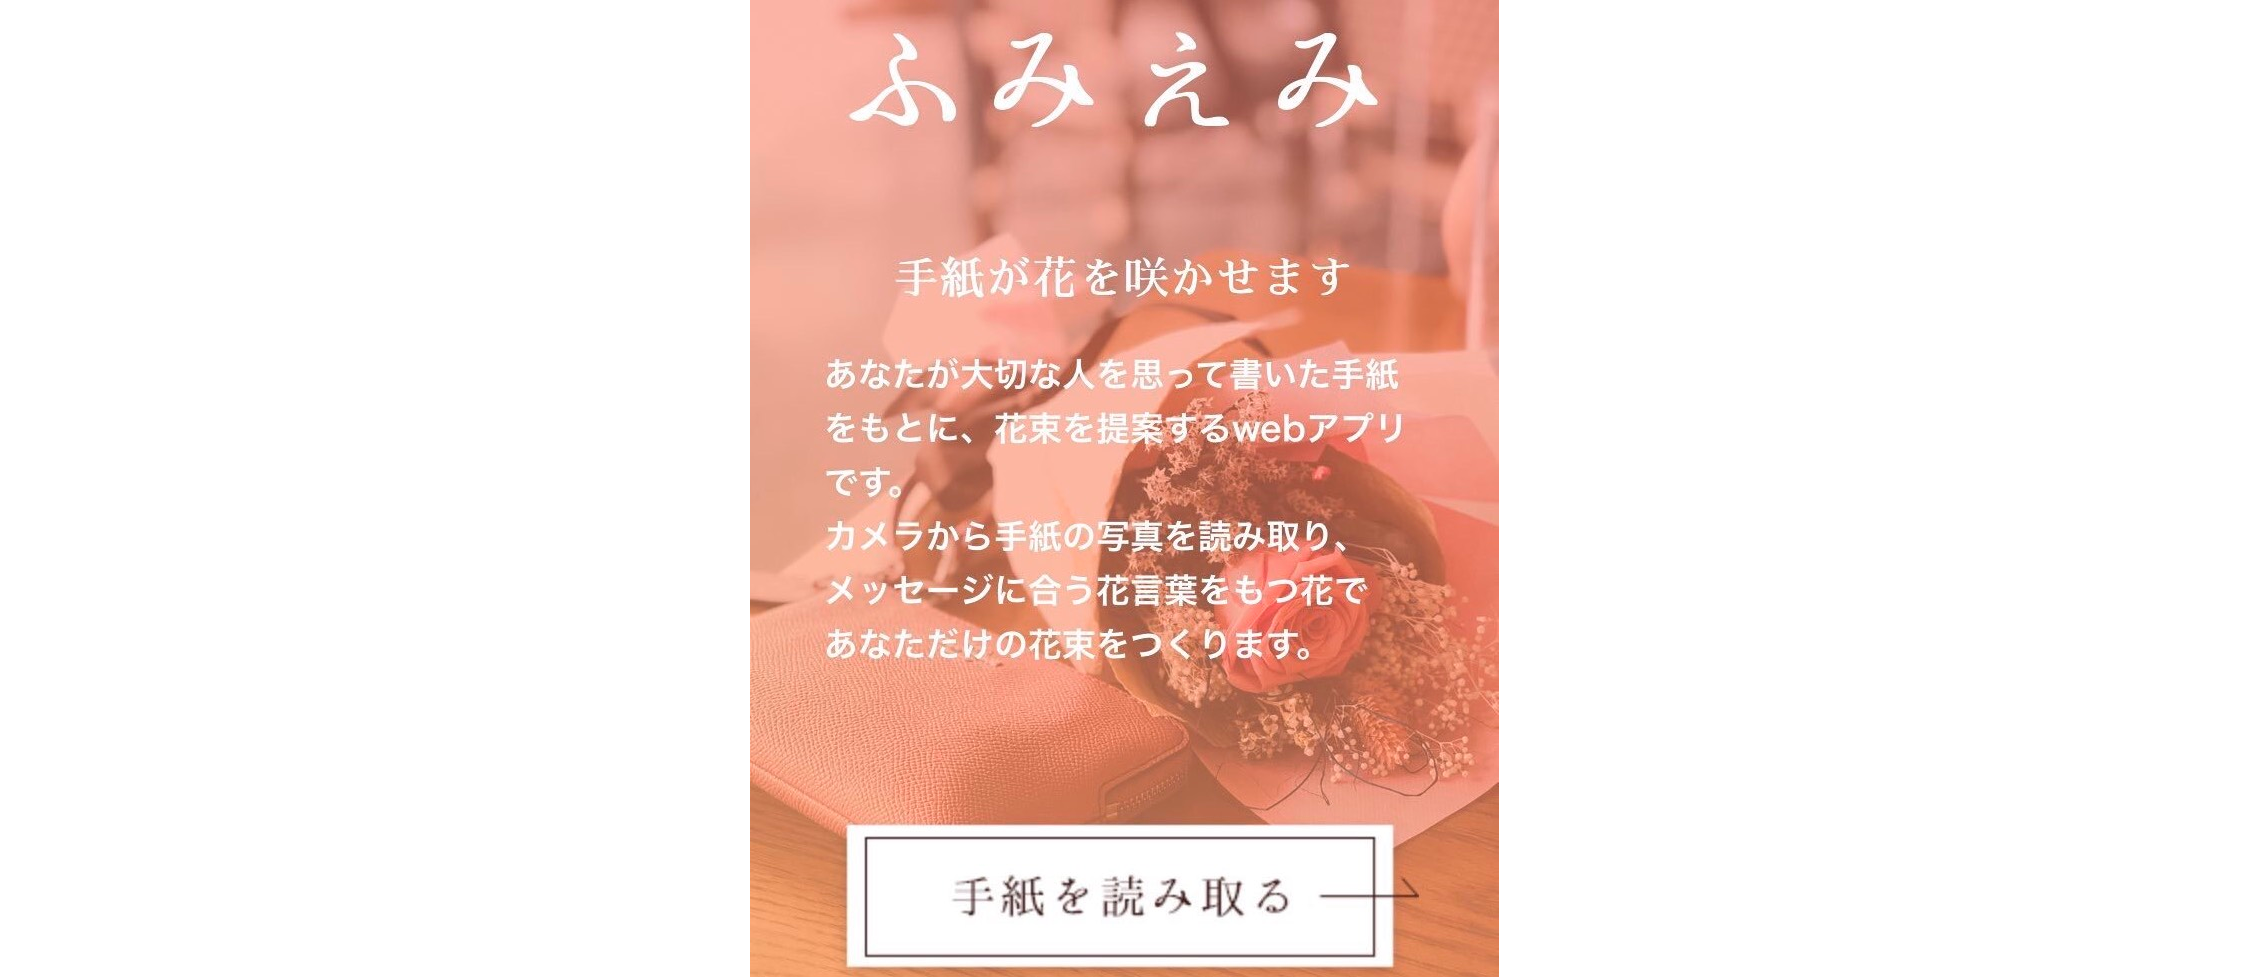 ふみえみ
手紙が花を咲かせます
あなたが大切な人を思って書いた手紙
をもとに、花束を提案するwebアプリ
です。
カメラから手紙の写真を読み取り、
メッセージに合う花言葉をもつ花で
あなただけの花束をつくります。
手紙を読み取る